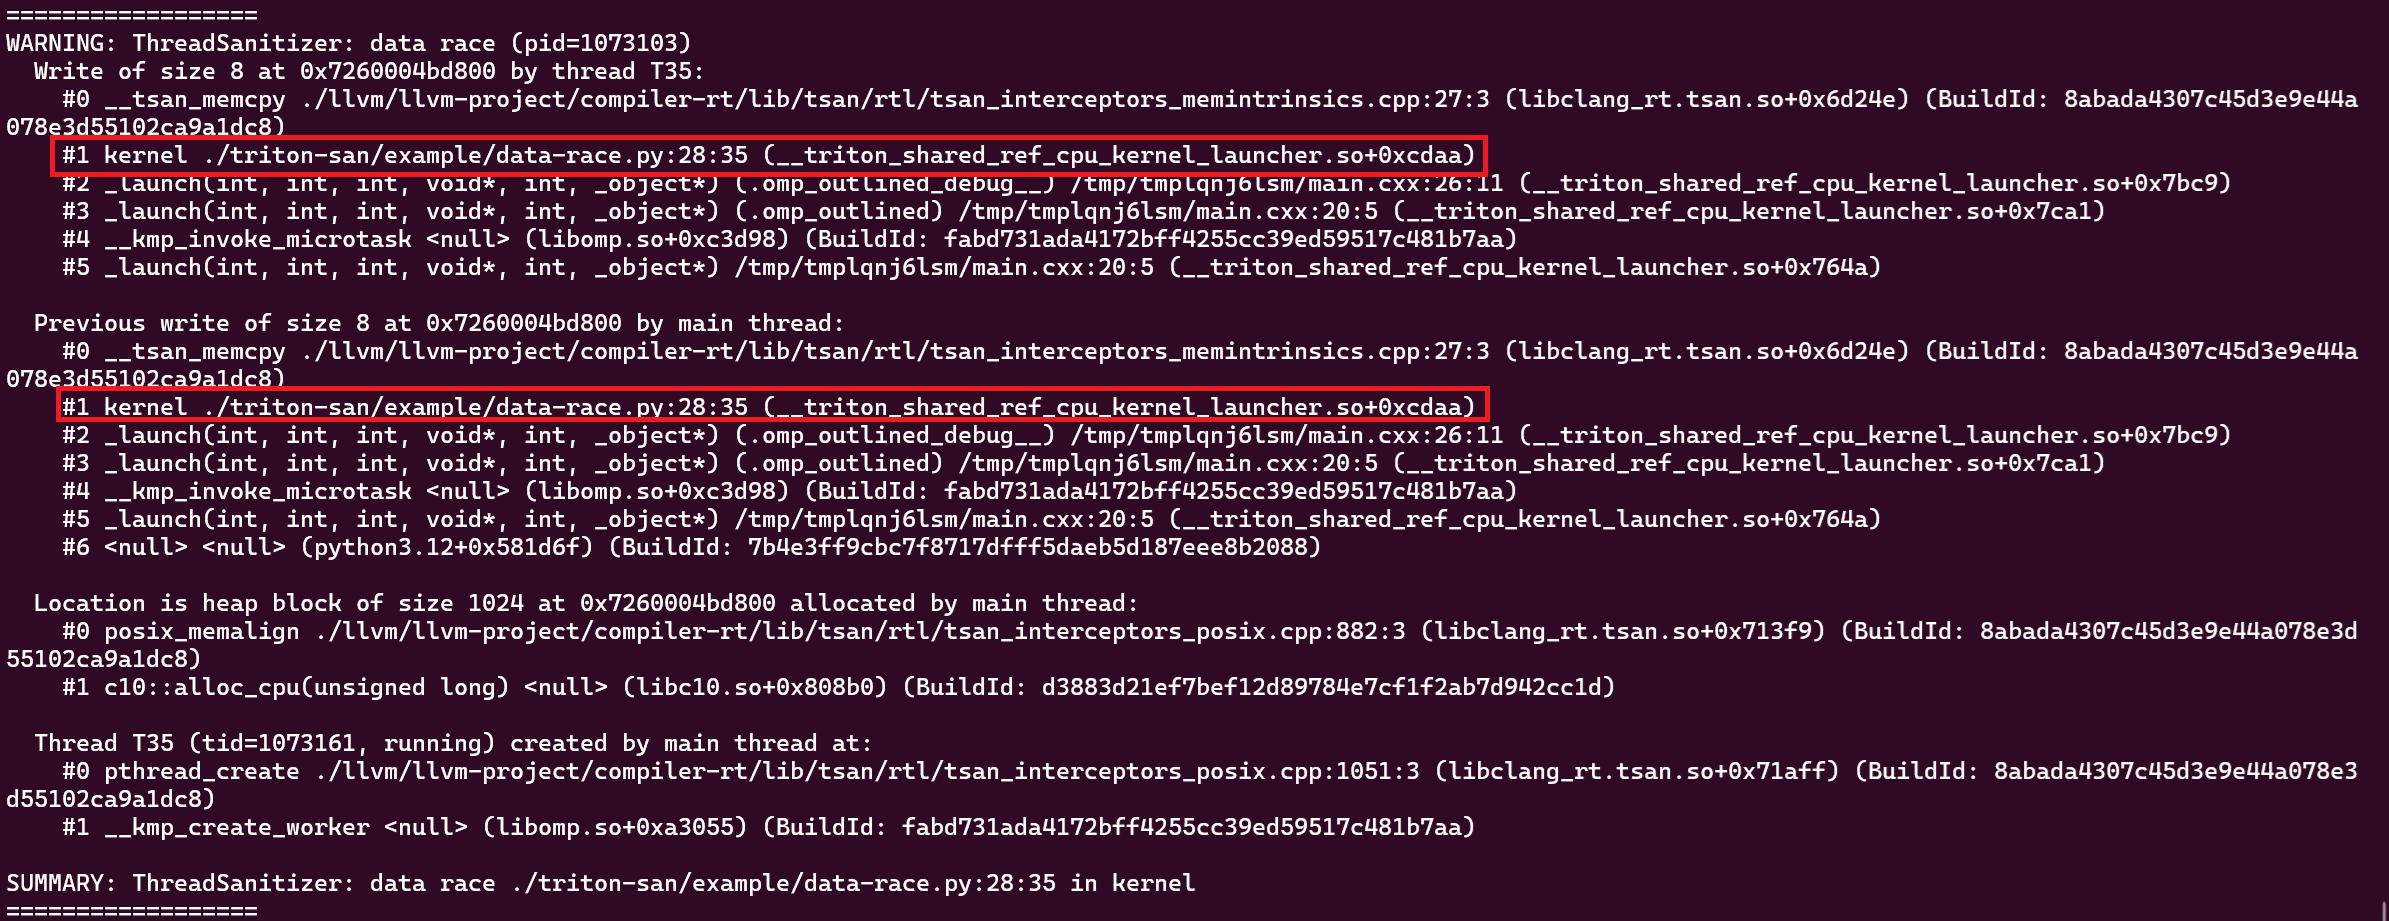 ==================
WARNING: ThreadSanitizer: data race (pid=1073103)
  Write of size 8 at 0x7260004bd800 by thread T35:
    #0 __tsan_memcpy ./llvm/llvm-project/compiler-rt/lib/tsan/rtl/tsan_interceptors_memintrinsics.cpp:27:3 (libclang_rt.tsan.so+0x6d24e) (BuildId: 8abada4307c45d3e9e44a
078e3d55102ca9a1dc8)
    #1 kernel ./triton-san/example/data-race.py:28:35 (__triton_shared_ref_cpu_kernel_launcher.so+0xcdaa)
    #2 _launch(int, int, int, void*, int, _object*) (.omp_outlined_debug__) /tmp/tmplqnj6lsm/main.cxx:26:11 (__triton_shared_ref_cpu_kernel_launcher.so+0x7bc9)
    #3 _launch(int, int, int, void*, int, _object*) (.omp_outlined) /tmp/tmplqnj6lsm/main.cxx:20:5 (__triton_shared_ref_cpu_kernel_launcher.so+0x7ca1)
    #4 __kmp_invoke_microtask <null> (libomp.so+0xc3d98) (BuildId: fabd731ada4172bff4255cc39ed59517c481b7aa)
    #5 _launch(int, int, int, void*, int, _object*) /tmp/tmplqnj6lsm/main.cxx:20:5 (__triton_shared_ref_cpu_kernel_launcher.so+0x764a)

  Previous write of size 8 at 0x7260004bd800 by main thread:
    #0 __tsan_memcpy ./llvm/llvm-project/compiler-rt/lib/tsan/rtl/tsan_interceptors_memintrinsics.cpp:27:3 (libclang_rt.tsan.so+0x6d24e) (BuildId: 8abada4307c45d3e9e44a
078e3d55102ca9a1dc8)
    #1 kernel ./triton-san/example/data-race.py:28:35 (__triton_shared_ref_cpu_kernel_launcher.so+0xcdaa)
    #2 _launch(int, int, int, void*, int, _object*) (.omp_outlined_debug__) /tmp/tmplqnj6lsm/main.cxx:26:11 (__triton_shared_ref_cpu_kernel_launcher.so+0x7bc9)
    #3 _launch(int, int, int, void*, int, _object*) (.omp_outlined) /tmp/tmplqnj6lsm/main.cxx:20:5 (__triton_shared_ref_cpu_kernel_launcher.so+0x7ca1)
    #4 __kmp_invoke_microtask <null> (libomp.so+0xc3d98) (BuildId: fabd731ada4172bff4255cc39ed59517c481b7aa)
    #5 _launch(int, int, int, void*, int, _object*) /tmp/tmplqnj6lsm/main.cxx:20:5 (__triton_shared_ref_cpu_kernel_launcher.so+0x764a)
    #6 <null> <null> (python3.12+0x581d6f) (BuildId: 7b4e3ff9cbc7f8717dfff5daeb5d187eee8b2088)

  Location is heap block of size 1024 at 0x7260004bd800 allocated by main thread:
    #0 posix_memalign ./llvm/llvm-project/compiler-rt/lib/tsan/rtl/tsan_interceptors_posix.cpp:882:3 (libclang_rt.tsan.so+0x713f9) (BuildId: 8abada4307c45d3e9e44a078e3d
55102ca9a1dc8)
    #1 c10::alloc_cpu(unsigned long) <null> (libc10.so+0x808b0) (BuildId: d3883d21ef7bef12d89784e7cf1f2ab7d942cc1d)

  Thread T35 (tid=1073161, running) created by main thread at:
    #0 pthread_create ./llvm/llvm-project/compiler-rt/lib/tsan/rtl/tsan_interceptors_posix.cpp:1051:3 (libclang_rt.tsan.so+0x71aff) (BuildId: 8abada4307c45d3e9e44a078e3
d55102ca9a1dc8)
    #1 __kmp_create_worker <null> (libomp.so+0xa3055) (BuildId: fabd731ada4172bff4255cc39ed59517c481b7aa)

SUMMARY: ThreadSanitizer: data race ./triton-san/example/data-race.py:28:35 in kernel
==================